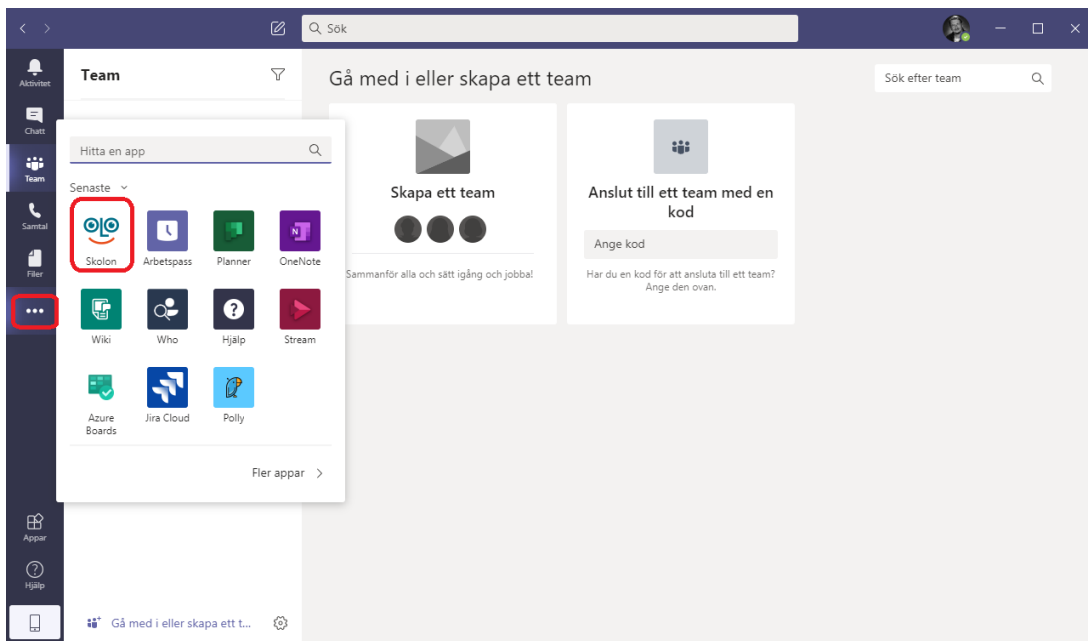 Sök
Aktivitet
Chatt
Team
Samtal
Filer
Appar
Hjälp
Team
Hitta en app
Senaste
Skolon
Arbetspass
Planner
OneNote
Wiki
Who
Hjälp
Stream
Azure
Boards
Jira Cloud
Polly
Fler appar
Gå med i eller skapa ett t...
Gå med i eller skapa ett team
Sök efter team
Skapa ett team
Sammanför alla och sätt igång och jobba!
Anslut till ett team med en
kod
Ange kod
Har du en kod för att ansluta till ett team?
Ange den ovan.